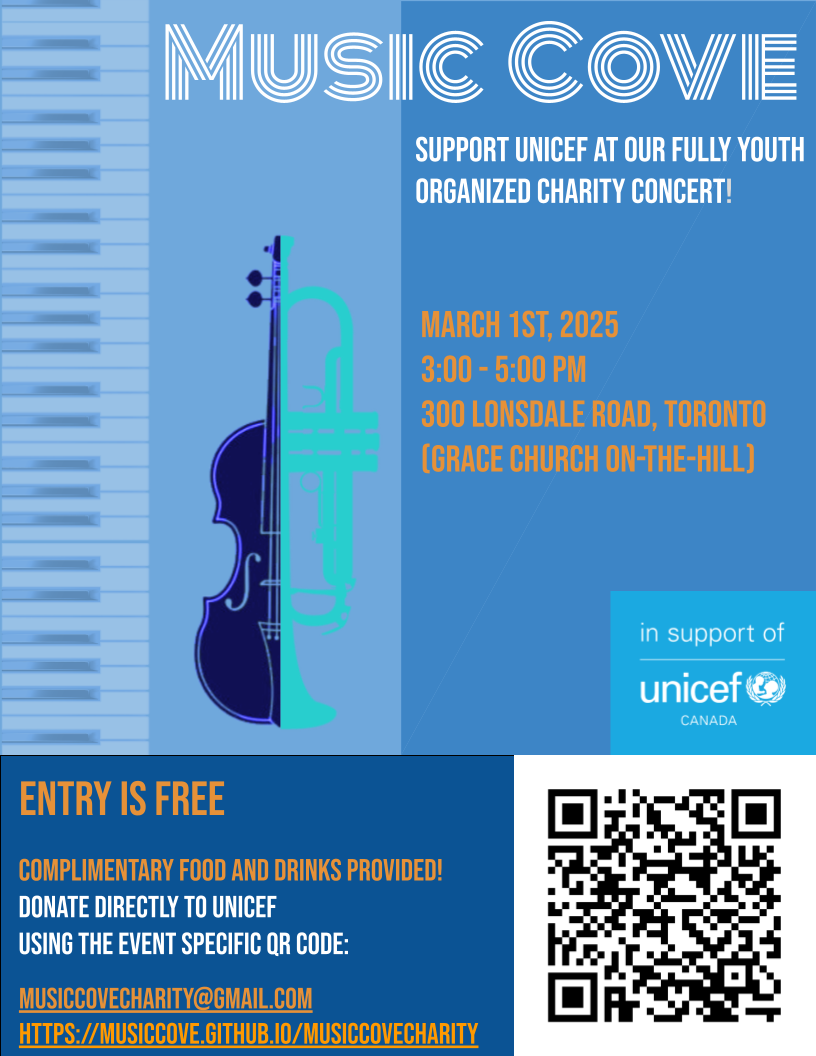 Music Cove
SUPPORT UNICEF AT OUR FULLY YOUTH
ORGANIZED CHARITY CONCERT!
MARCH 1ST, 2025
3:00 - 5:00 PM
300 LONSDALE ROAD, TORONTO
(GRACE CHURCH ON-THE-HILL)
in support of
unicef
CANADA
ENTRY IS FREE
COMPLIMENTARY FOOD AND DRINKS PROVIDED!
DONATE DIRECTLY TO UNICEF
USING THE EVENT SPECIFIC QR CODE:
MUSICCOVECHARITY@GMAIL.COM
HTTPS://MUSICCOVE.GITHUB.IO/MUSICCOVECHARITY